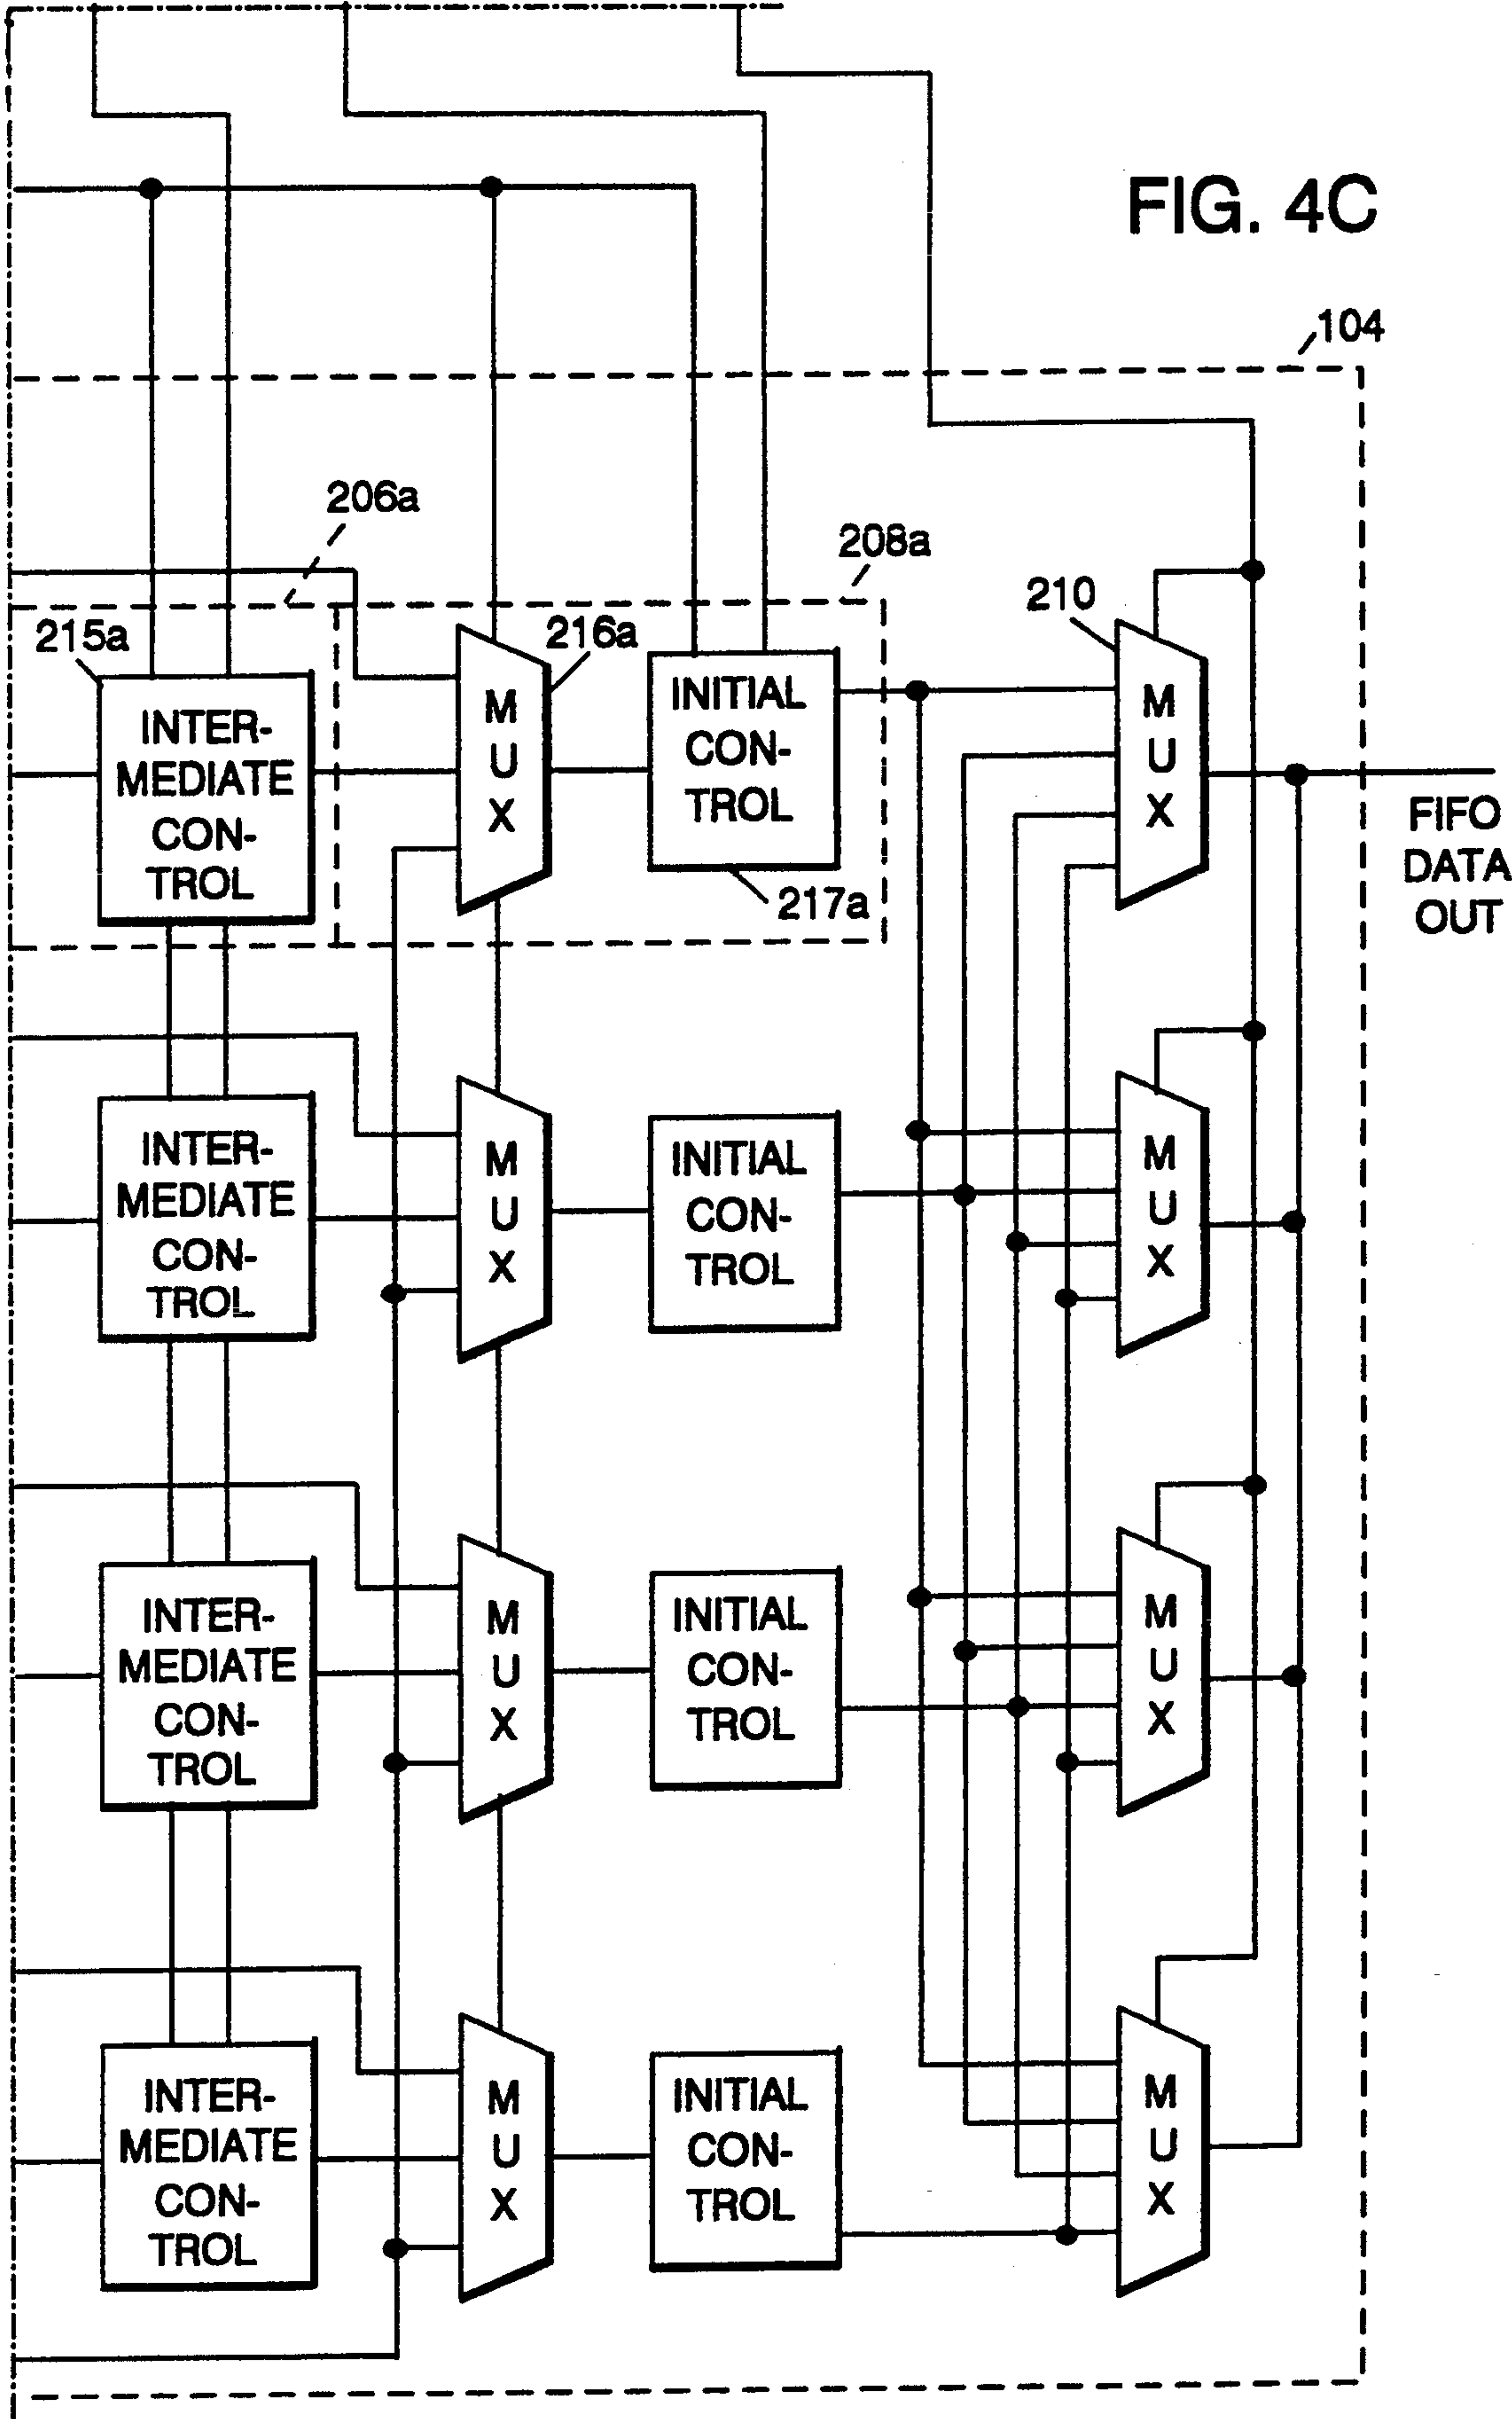 FIG. 4C
104
206a
208a
210
215a
216a
INTER-
MEDIATE
CON-
TROL
M
U
X
INITIAL
CON-
TROL
217a
M
U
X
FIFO
DATA
OUT
INTER-
MEDIATE
CON-
TROL
M
U
X
INITIAL
CON-
TROL
M
U
X
INTER-
MEDIATE
CON-
TROL
M
U
X
INITIAL
CON-
TROL
M
U
X
INTER-
MEDIATE
CON-
TROL
M
U
X
INITIAL
CON-
TROL
M
U
X